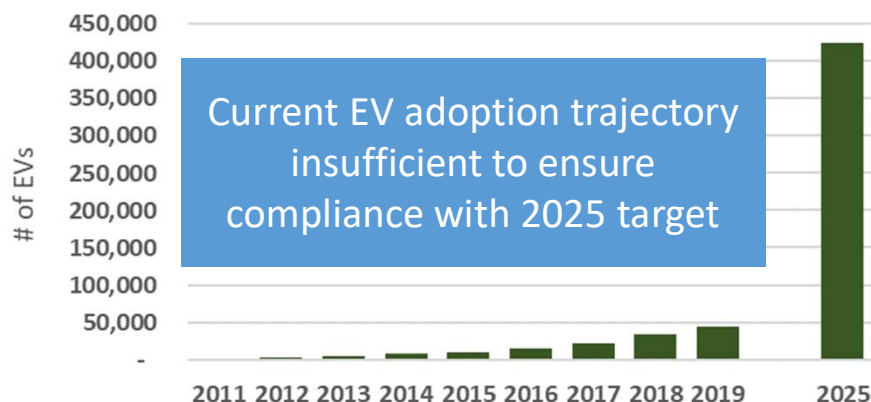 450,000
400,000
350,000
300,000
250,000
200,000
150,000
100,000
50,000
-
# of EVs
Current EV adoption trajectory
insufficient to ensure
compliance with 2025 target
2011 2012 2013 2014 2015 2016 2017 2018 2019 2025